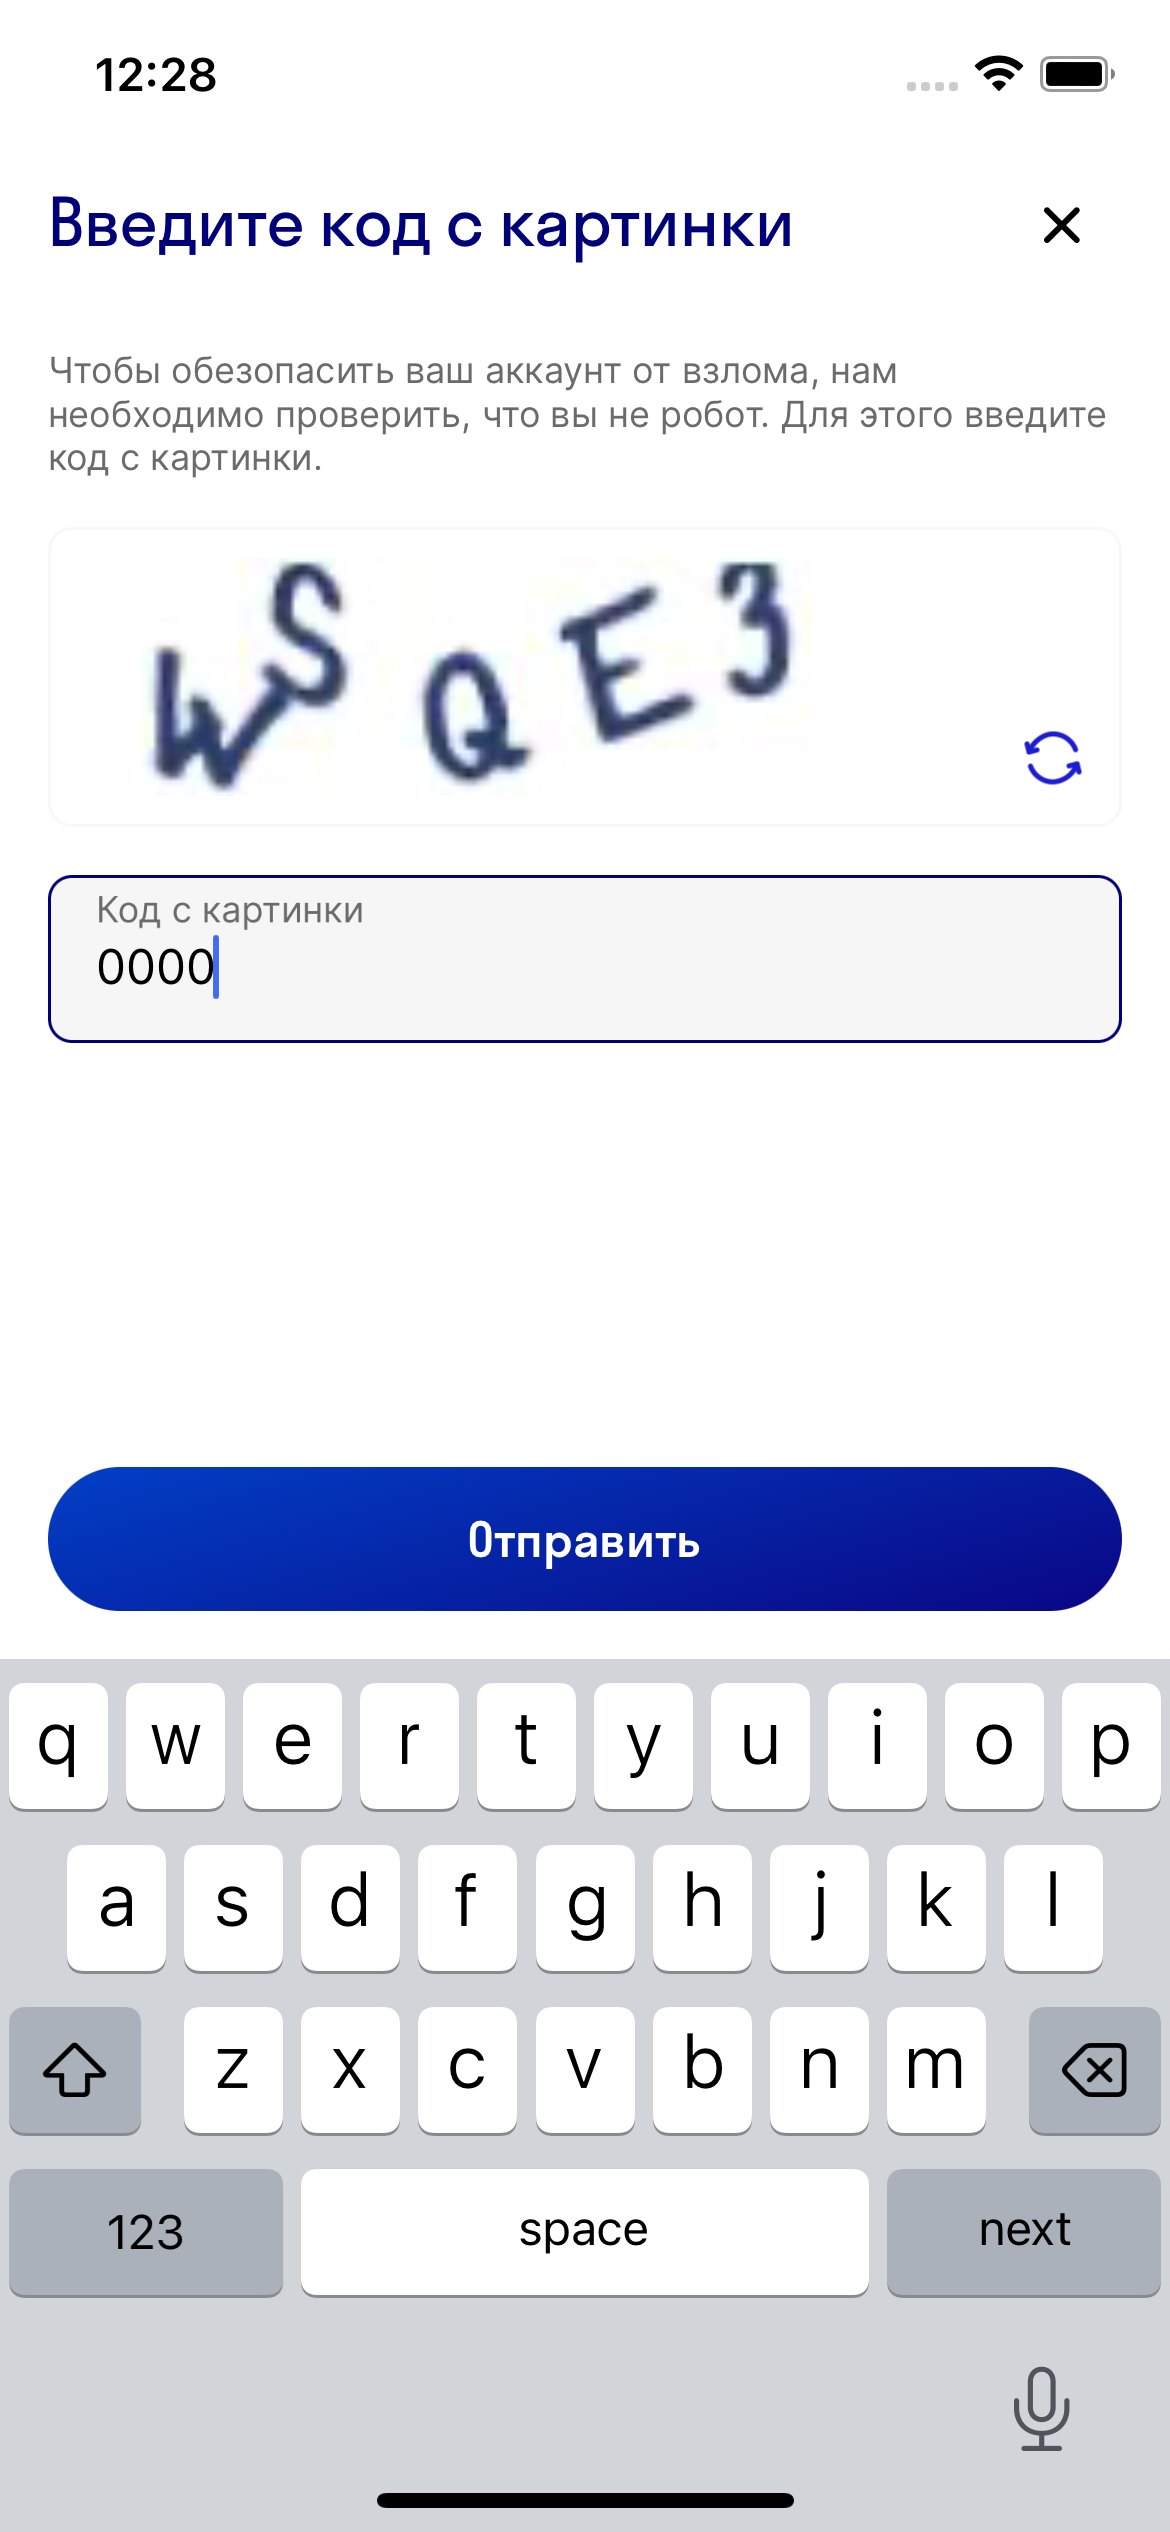 12:28
Введите код с картинки
Чтобы обезопасить ваш аккаунт от взлома, нам
необходимо проверить, что вы не робот. Для этого введите
код с картинки.
WSQE3
Код с картинки
0000
Отправить
q w e r t y u i o p
a s d f g h j k l
z x c v b n m
123 space next